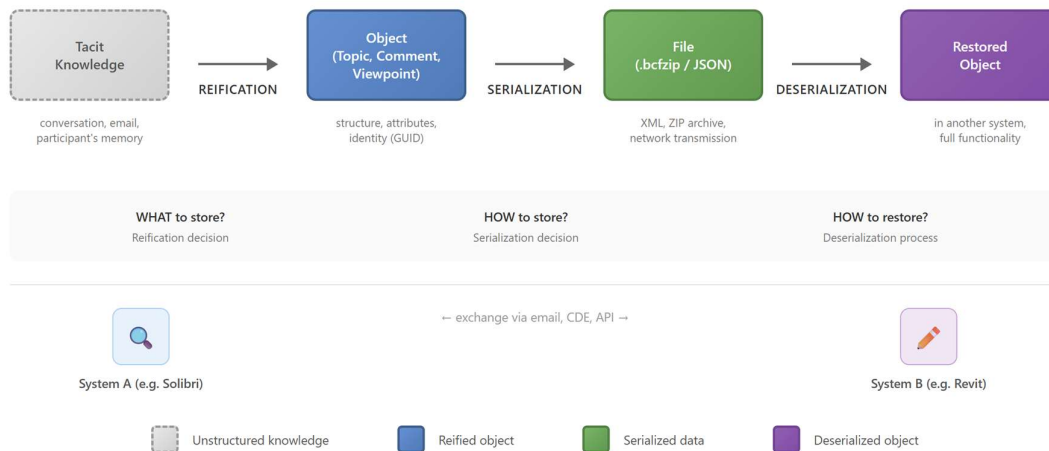 Tacit
Knowledge
Object
(Topic, Comment,
Viewpoint)
File
(.bcfzip / JSON)
Restored
Object
REIFICATION
SERIALIZATION
DESERIALIZATION
conversation, email,
participant's memory
structure, attributes,
identity (GUID)
XML, ZIP archive,
network transmission
in another system,
full functionality
WHAT to store?
Reification decision
HOW to store?
Serialization decision
HOW to restore?
Deserialization process
← exchange via email, CDE, API →
System A (e.g. Solibri)
System B (e.g. Revit)
Unstructured knowledge
Reified object
Serialized data
Deserialized object